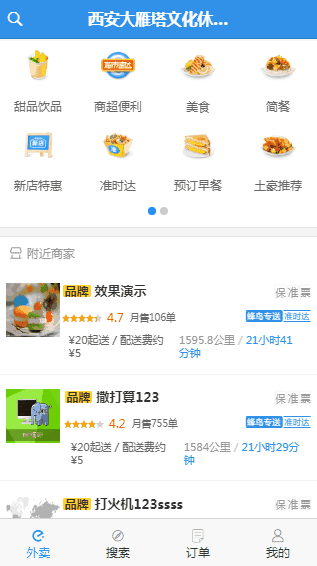 西安大雁塔文化休...
甜品饮品
商超便利
美食
简餐
新店特惠
准时达
预订早餐
土豪推荐
附近商家
品牌 效果演示
保准票
4.7 月售106单
蜂鸟专送 准时达
¥20起送 / 配送费约¥5
1595.8公里 / 21小时41分钟
品牌 撒打算123
保准票
4.2 月售755单
蜂鸟专送 准时达
¥20起送 / 配送费约¥5
1584公里 / 21小时29分钟
品牌 打火机123ssss
保准票
外卖
搜索
订单
我的